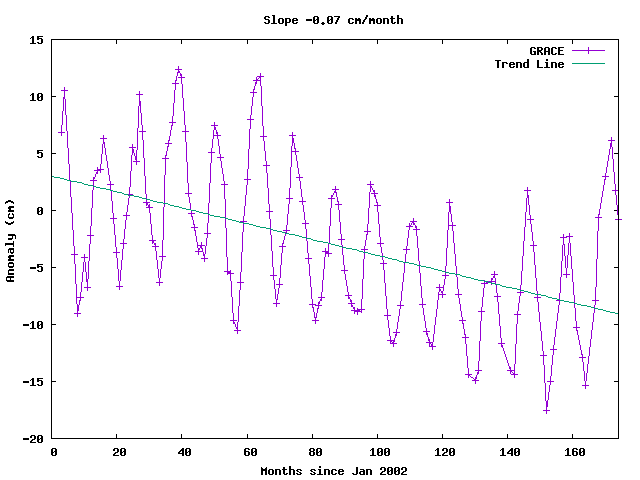 Slope -0.07 cm/month
GRACE
Trend Line
15
10
5
0
-5
-10
-15
-20
Anomaly (cm)
0 20 40 60 80 100 120 140 160
Months since Jan 2002